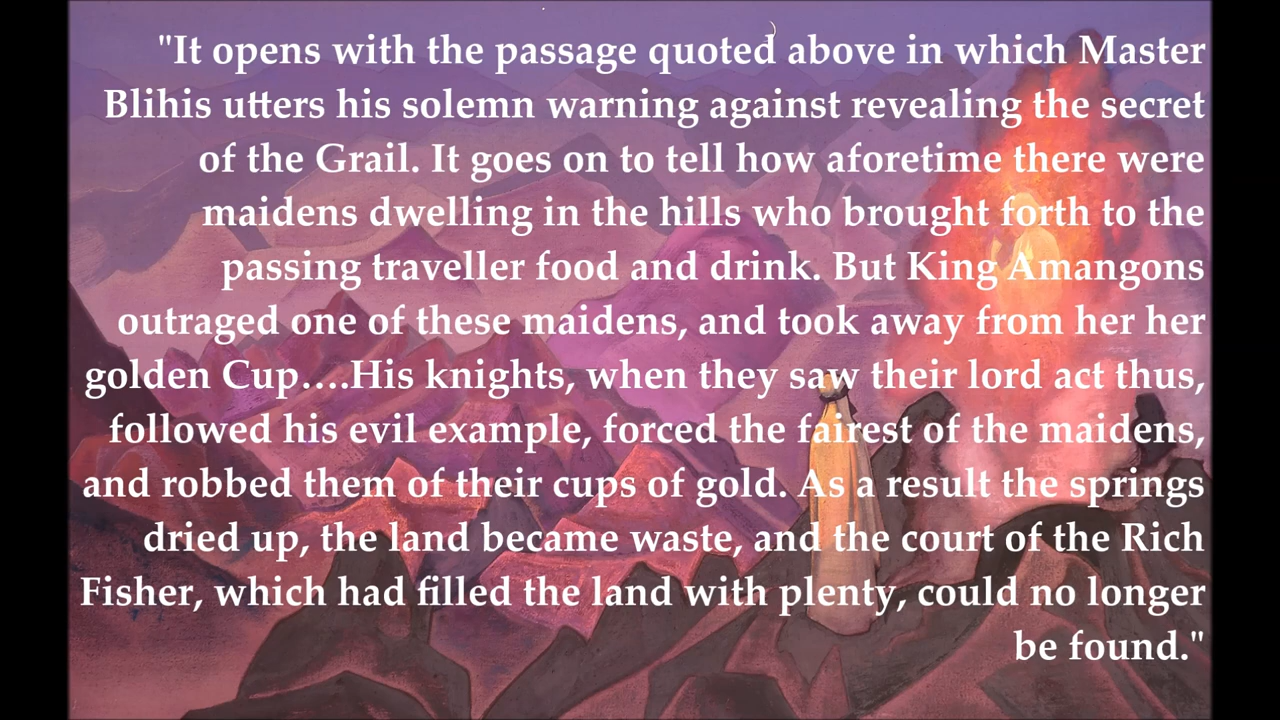 "It opens with the passage quoted above in which Master
Blihis utters his solemn warning against revealing the secret
of the Grail. It goes on to tell how aforetime there were
maidens dwelling in the hills who brought forth to the
passing traveller food and drink. But King Amangons
outraged one of these maidens, and took away from her her
golden Cup….His knights, when they saw their lord act thus,
followed his evil example, forced the fairest of the maidens,
and robbed them of their cups of gold. As a result the springs
dried up, the land became waste, and the court of the Rich
Fisher, which had filled the land with plenty, could no longer
be found."